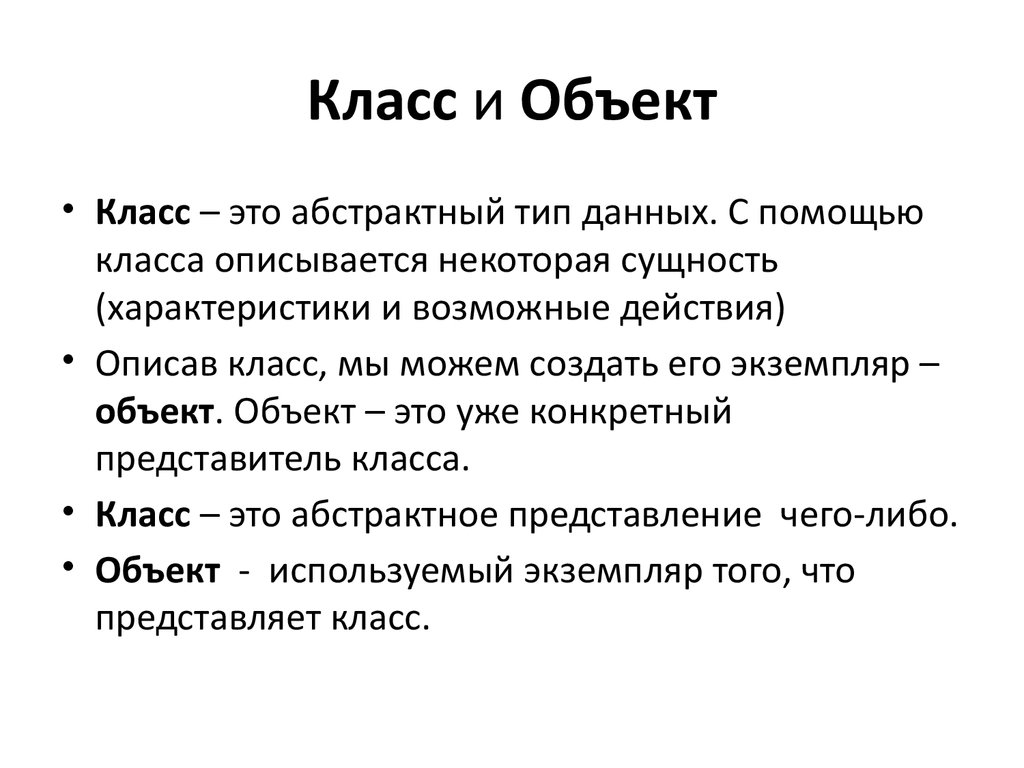 Класс и Объект
• Класс – это абстрактный тип данных. С помощью
класса описывается некоторая сущность
(характеристики и возможные действия)
• Описав класс, мы можем создать его экземпляр –
объект. Объект – это уже конкретный
представитель класса.
• Класс – это абстрактное представление чего-либо.
• Объект - используемый экземпляр того, что
представляет класс.